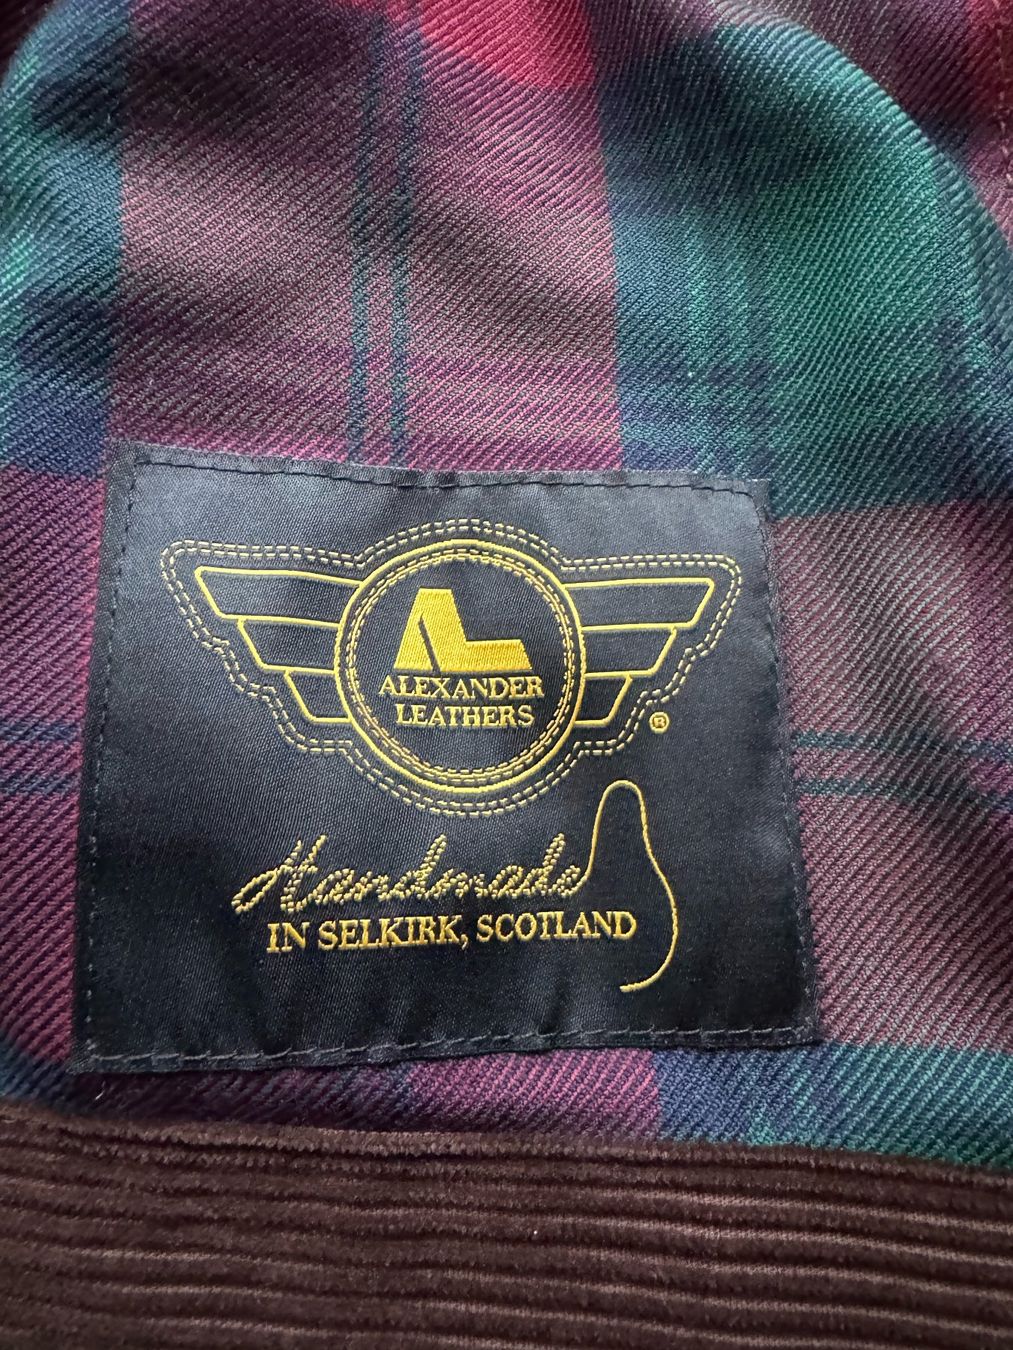 ALEXANDER
LEATHERS
®
Handmade
IN SELKIRK, SCOTLAND